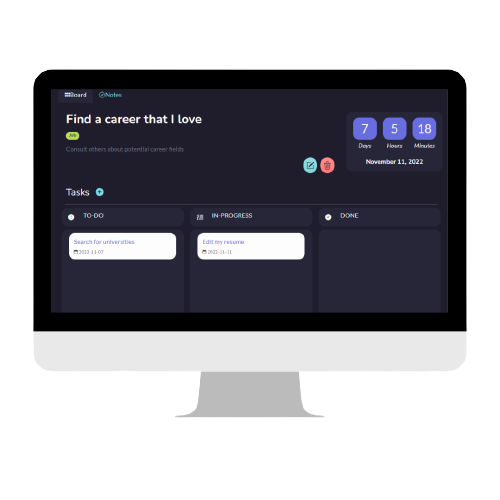 Board Notes
Find a career that I love
Job
Consult others about potential career fields
7 5 18
Days Hours Minutes
November 11, 2022
Tasks
TO-DO IN-PROGRESS DONE
Search for universities
2022-11-07
Edit my resume
2022-11-11